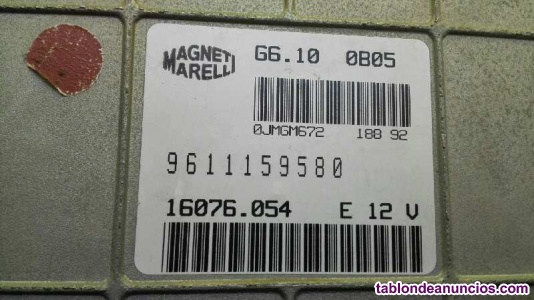 MAGNETI MARELLI
G6.10 0B05
0JMGM672 188 92
9611159580
16076.054 E 12 V
tablondeanuncios.com